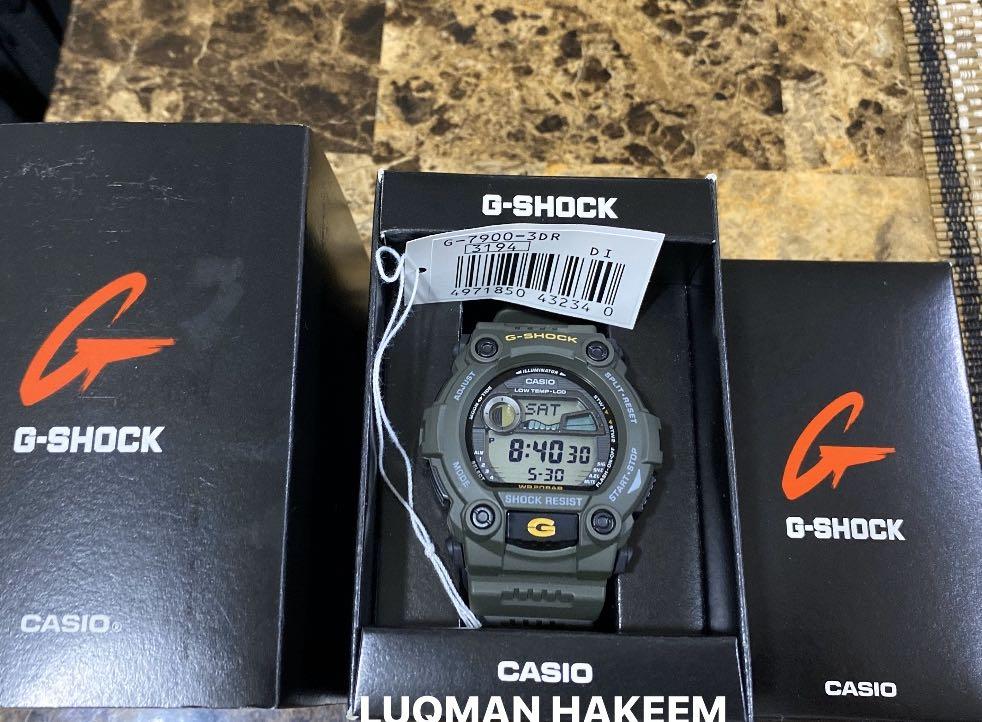 G-SHOCK
CASIO®
G-SHOCK
G-7900-3DR
3194
DI
4971850 43234 0
G-SHOCK
ADJUST
SPLIT·RESET
ILLUMINATOR
CASIO
LOW TEMP-LCD
SAT
P 8:40 30
5-30
WR20BAR
MODE
START·STOP
SHOCK RESIST
G
CASIO
LUQMAN HAKEEM
G-SHOCK
CASIO